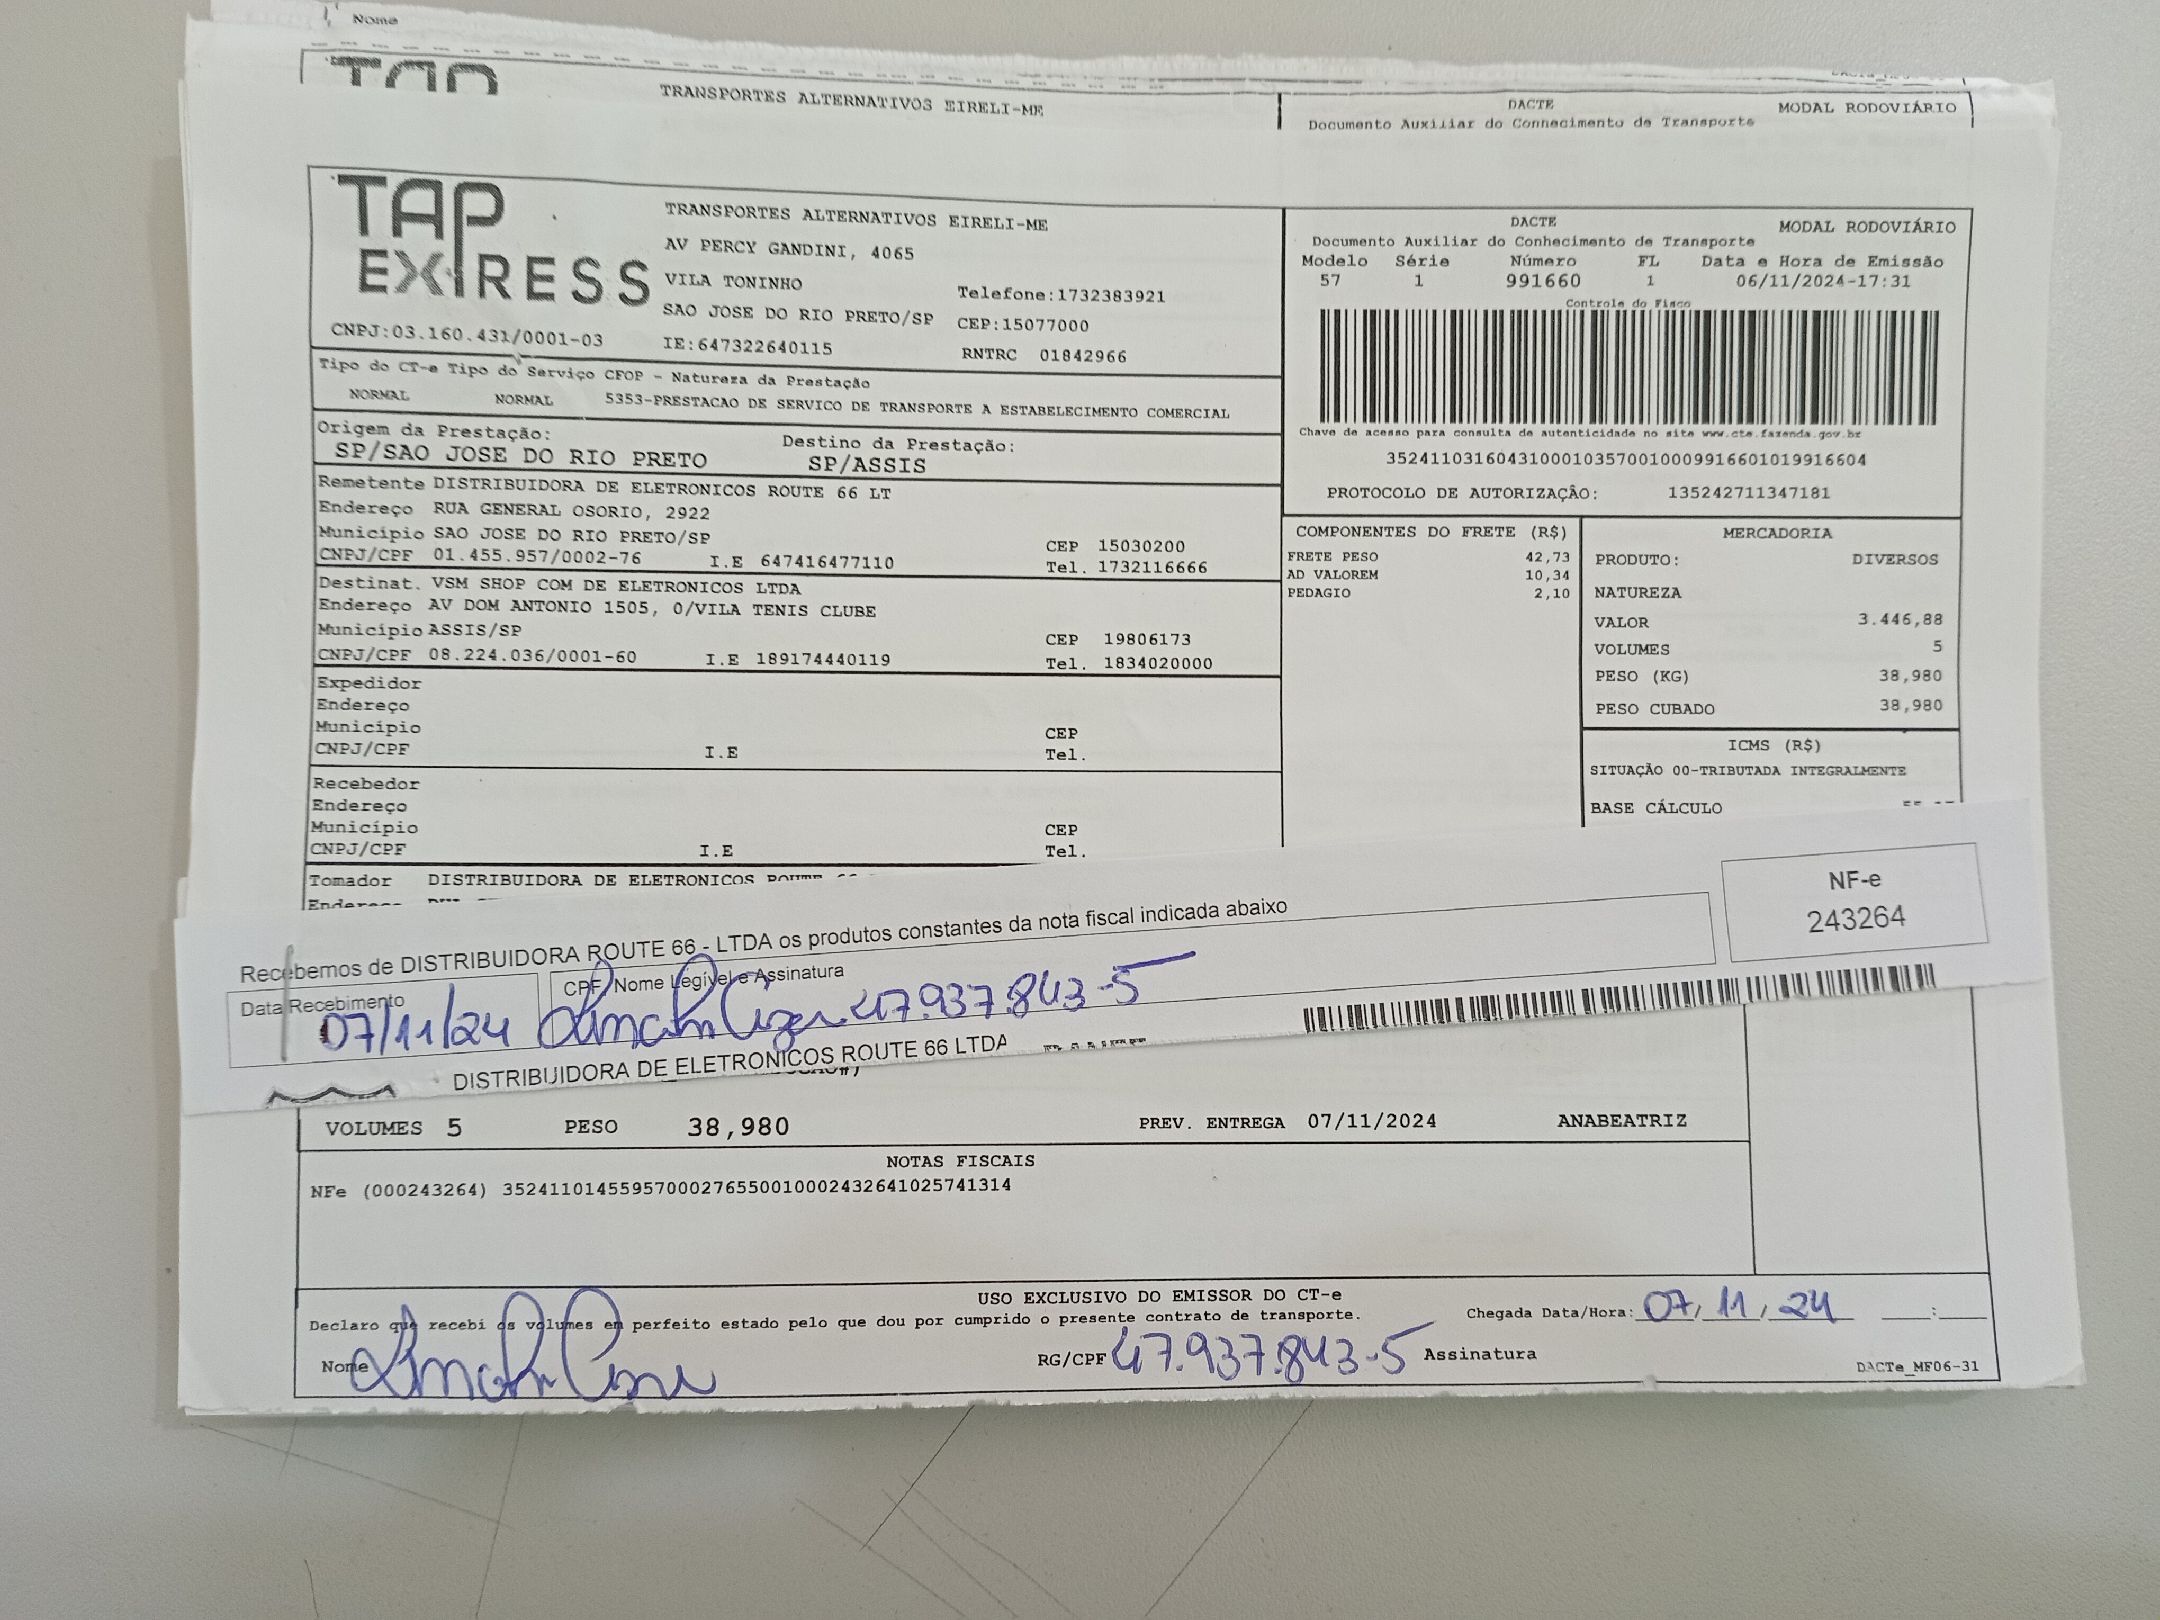 Nome
TAP
TRANSPORTES ALTERNATIVOS EIRELI-ME
DACTE
MODAL RODOVIÁRIO
Documento Auxiliar do Conhecimento de Transporte
TAP EXPRESS
TRANSPORTES ALTERNATIVOS EIRELI-ME
AV PERCY GANDINI, 4065
VILA TONINHO
Telefone:1732383921
SAO JOSE DO RIO PRETO/SP CEP:15077000
CNPJ:03.160.431/0001-03 IE:647322640115 RNTRC 01842966
DACTE
MODAL RODOVIÁRIO
Documento Auxiliar do Conhecimento de Transporte
Modelo Série Número FL Data e Hora de Emissão
57 1 991660 1 06/11/2024-17:31
Controle do Fisco
Chave de acesso para consulta de autenticidade no site www.cte.fazenda.gov.br
35241103160431000103570010009916601019916604
PROTOCOLO DE AUTORIZAÇÂO: 135242711347181
Tipo do CT-e Tipo do Serviço CFOP - Natureza da Prestação
NORMAL NORMAL 5353-PRESTACAO DE SERVICO DE TRANSPORTE A ESTABELECIMENTO COMERCIAL
Origem da Prestação: Destino da Prestação:
SP/SAO JOSE DO RIO PRETO SP/ASSIS
Remetente DISTRIBUIDORA DE ELETRONICOS ROUTE 66 LT
Endereço RUA GENERAL OSORIO, 2922
Município SAO JOSE DO RIO PRETO/SP CEP 15030200
CNPJ/CPF 01.455.957/0002-76 I.E 647416477110 Tel. 1732116666
Destinat. VSM SHOP COM DE ELETRONICOS LTDA
Endereço AV DOM ANTONIO 1505, 0/VILA TENIS CLUBE
Município ASSIS/SP CEP 19806173
CNPJ/CPF 08.224.036/0001-60 I.E 189174440119 Tel. 1834020000
Expedidor
Endereço
Município CEP
CNPJ/CPF I.E Tel.
Recebedor
Endereço
Município CEP
CNPJ/CPF I.E Tel.
Tomador DISTRIBUIDORA DE ELETRONICOS ROUTE 66
COMPONENTES DO FRETE (R$)
FRETE PESO 42,73
AD VALOREM 10,34
PEDAGIO 2,10
MERCADORIA
PRODUTO: DIVERSOS
NATUREZA
VALOR 3.446,88
VOLUMES 5
PESO (KG) 38,980
PESO CUBADO 38,980
ICMS (R$)
SITUAÇÃO 00-TRIBUTADA INTEGRALMENTE
BASE CÁLCULO
Recebemos de DISTRIBUIDORA ROUTE 66 - LTDA os produtos constantes da nota fiscal indicada abaixo
NF-e
243264
Data Recebimento CPF Nome Legível e Assinatura
07/11/24 47.937.843-5
DISTRIBUIDORA DE ELETRONICOS ROUTE 66 LTDA
VOLUMES 5 PESO 38,980 PREV. ENTREGA 07/11/2024 ANABEATRIZ
NOTAS FISCAIS
NFe (000243264) 35241101455957000276550010002432641025741314
USO EXCLUSIVO DO EMISSOR DO CT-e
Declaro que recebi os volumes em perfeito estado pelo que dou por cumprido o presente contrato de transporte. Chegada Data/Hora: 07/11/24 :
Nome RG/CPF 47.937.843-5 Assinatura
DACTe_MF06-31